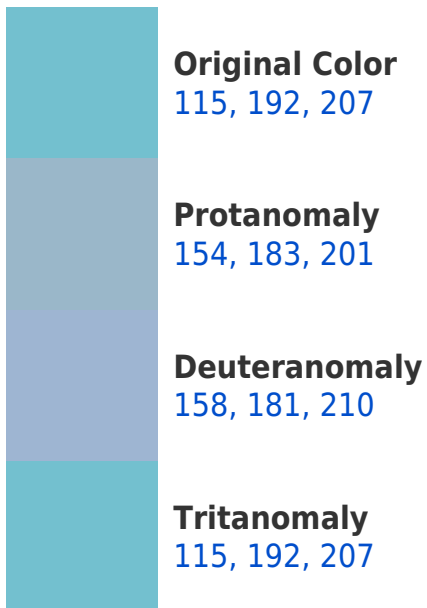 Original Color
115, 192, 207
Protanomaly
154, 183, 201
Deuteranomaly
158, 181, 210
Tritanomaly
115, 192, 207